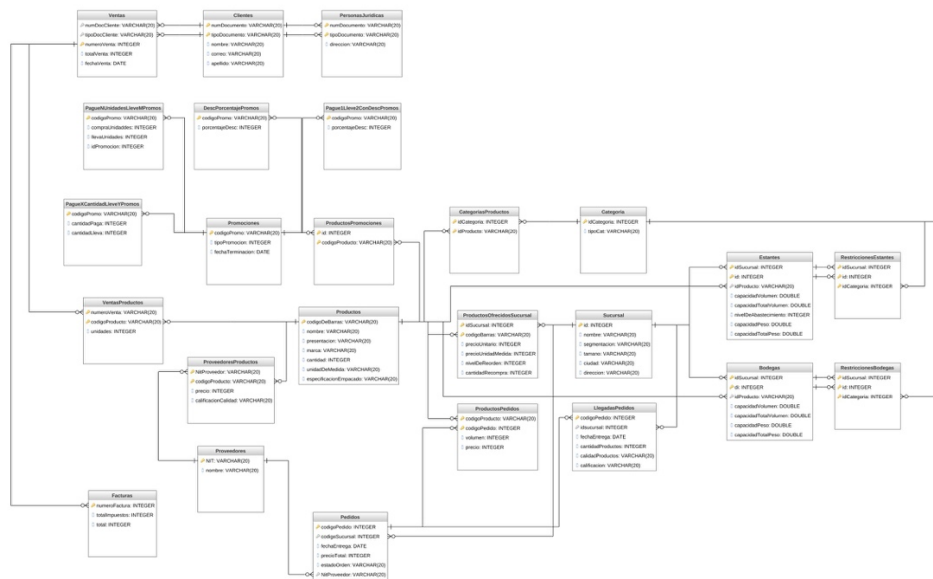 Ventas
numDocCliente: VARCHAR(20)
tipoDocCliente: VARCHAR(20)
numeroVenta: INTEGER
totalVenta: INTEGER
fechaVenta: DATE
Clientes
numDocumento: VARCHAR(20)
tipoDocumento: VARCHAR(20)
nombre: VARCHAR(20)
correo: VARCHAR(20)
apellido: VARCHAR(20)
PersonasJuridicas
numDocumento: VARCHAR(20)
tipoDocumento: VARCHAR(20)
direccion: VARCHAR(20)
PagueNUnidadesLleveMPromos
codigoPromo: VARCHAR(20)
compraUnidaddes: INTEGER
llevaUnidades: INTEGER
idPromocion: INTEGER
DescPorcentajePromos
codigoPromo: VARCHAR(20)
porcentajeDesc: INTEGER
Pague1Lleve2ConDescPromos
codigoPromo: VARCHAR(20)
porcentajeDesc: INTEGER
PagueXCantidadLleveYPromos
codigoPromo: VARCHAR(20)
cantidadPaga: INTEGER
cantidadLleva: INTEGER
Promociones
codigoPromo: VARCHAR(20)
tipoPromocion: INTEGER
fechaTerminacion: DATE
ProductosPromociones
id: INTEGER
codigoProducto: VARCHAR(20)
CategoriasProductos
idCategoria: INTEGER
idProducto: VARCHAR(20)
Categoria
idCategoria: INTEGER
tipoCat: VARCHAR(20)
Estantes
idSucursal: INTEGER
id: INTEGER
idProducto: VARCHAR(20)
capacidadVolumen: DOUBLE
capacidadTotalVolumen: DOUBLE
nivelDeAbastecimiento: INTEGER
capacidadPeso: DOUBLE
capacidadTotalPeso: DOUBLE
RestriccionesEstantes
idSucursal: INTEGER
id: INTEGER
idCategoria: INTEGER
VentasProductos
numeroVenta: INTEGER
codigoProducto: VARCHAR(20)
unidades: INTEGER
Productos
codigoDeBarras: VARCHAR(20)
nombre: VARCHAR(20)
presentacion: VARCHAR(20)
marca: VARCHAR(20)
cantidad: INTEGER
unidadDeMedida: VARCHAR(20)
especificacionEmpacado: VARCHAR(20)
ProductosOfrecidosSucursal
idSucursal: INTEGER
codigoBarras: VARCHAR(20)
precioUnitario: INTEGER
precioUnidadMedida: INTEGER
nivelDeReorden: INTEGER
cantidadRecompra: INTEGER
Sucursal
id: INTEGER
nombre: VARCHAR(20)
segmentacion: VARCHAR(20)
tamano: VARCHAR(20)
ciudad: VARCHAR(20)
direccion: VARCHAR(20)
ProveedoresProductos
NitProveedor: VARCHAR(20)
codigoProducto: VARCHAR(20)
precio: INTEGER
calificacionCalidad: VARCHAR(20)
Bodegas
idSucursal: INTEGER
id: INTEGER
idProducto: VARCHAR(20)
capacidadVolumen: DOUBLE
capacidadTotalVolumen: DOUBLE
capacidadPeso: DOUBLE
capacidadTotalPeso: DOUBLE
RestriccionesBodegas
idSucursal: INTEGER
id: INTEGER
idCategoria: INTEGER
ProductosPedidos
codigoProducto: VARCHAR(20)
codigoPedido: INTEGER
volumen: INTEGER
precio: INTEGER
LlegadasPedidos
codigoPedido: INTEGER
idsucursal: INTEGER
fechaEntrega: DATE
cantidadProductos: INTEGER
calidadProductos: VARCHAR(20)
calificacion: VARCHAR(20)
Proveedores
NIT: VARCHAR(20)
nombre: VARCHAR(20)
Facturas
numeroFactura: INTEGER
totalImpuestos: INTEGER
total: INTEGER
Pedidos
codigoPedido: INTEGER
codigoSucursal: INTEGER
fechaEntrega: DATE
precioTotal: INTEGER
estadoOrden: VARCHAR(20)
NitProveedor: VARCHAR(20)